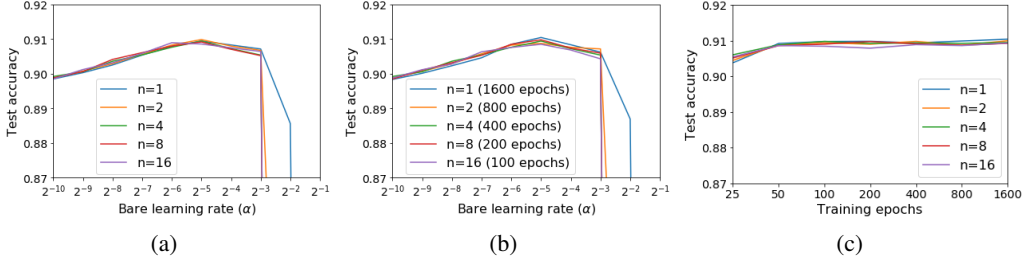 0.92
0.91
0.90
0.89
0.88
0.87
Test accuracy
n=1
n=2
n=4
n=8
n=16
2^-10 2^-9 2^-8 2^-7 2^-6 2^-5 2^-4 2^-3 2^-2 2^-1
Bare learning rate (α)
(a)
0.92
0.91
0.90
0.89
0.88
0.87
Test accuracy
n=1 (1600 epochs)
n=2 (800 epochs)
n=4 (400 epochs)
n=8 (200 epochs)
n=16 (100 epochs)
2^-10 2^-9 2^-8 2^-7 2^-6 2^-5 2^-4 2^-3 2^-2 2^-1
Bare learning rate (α)
(b)
0.92
0.91
0.90
0.89
0.88
0.87
Test accuracy
n=1
n=2
n=4
n=8
n=16
25 50 100 200 400 800 1600
Training epochs
(c)